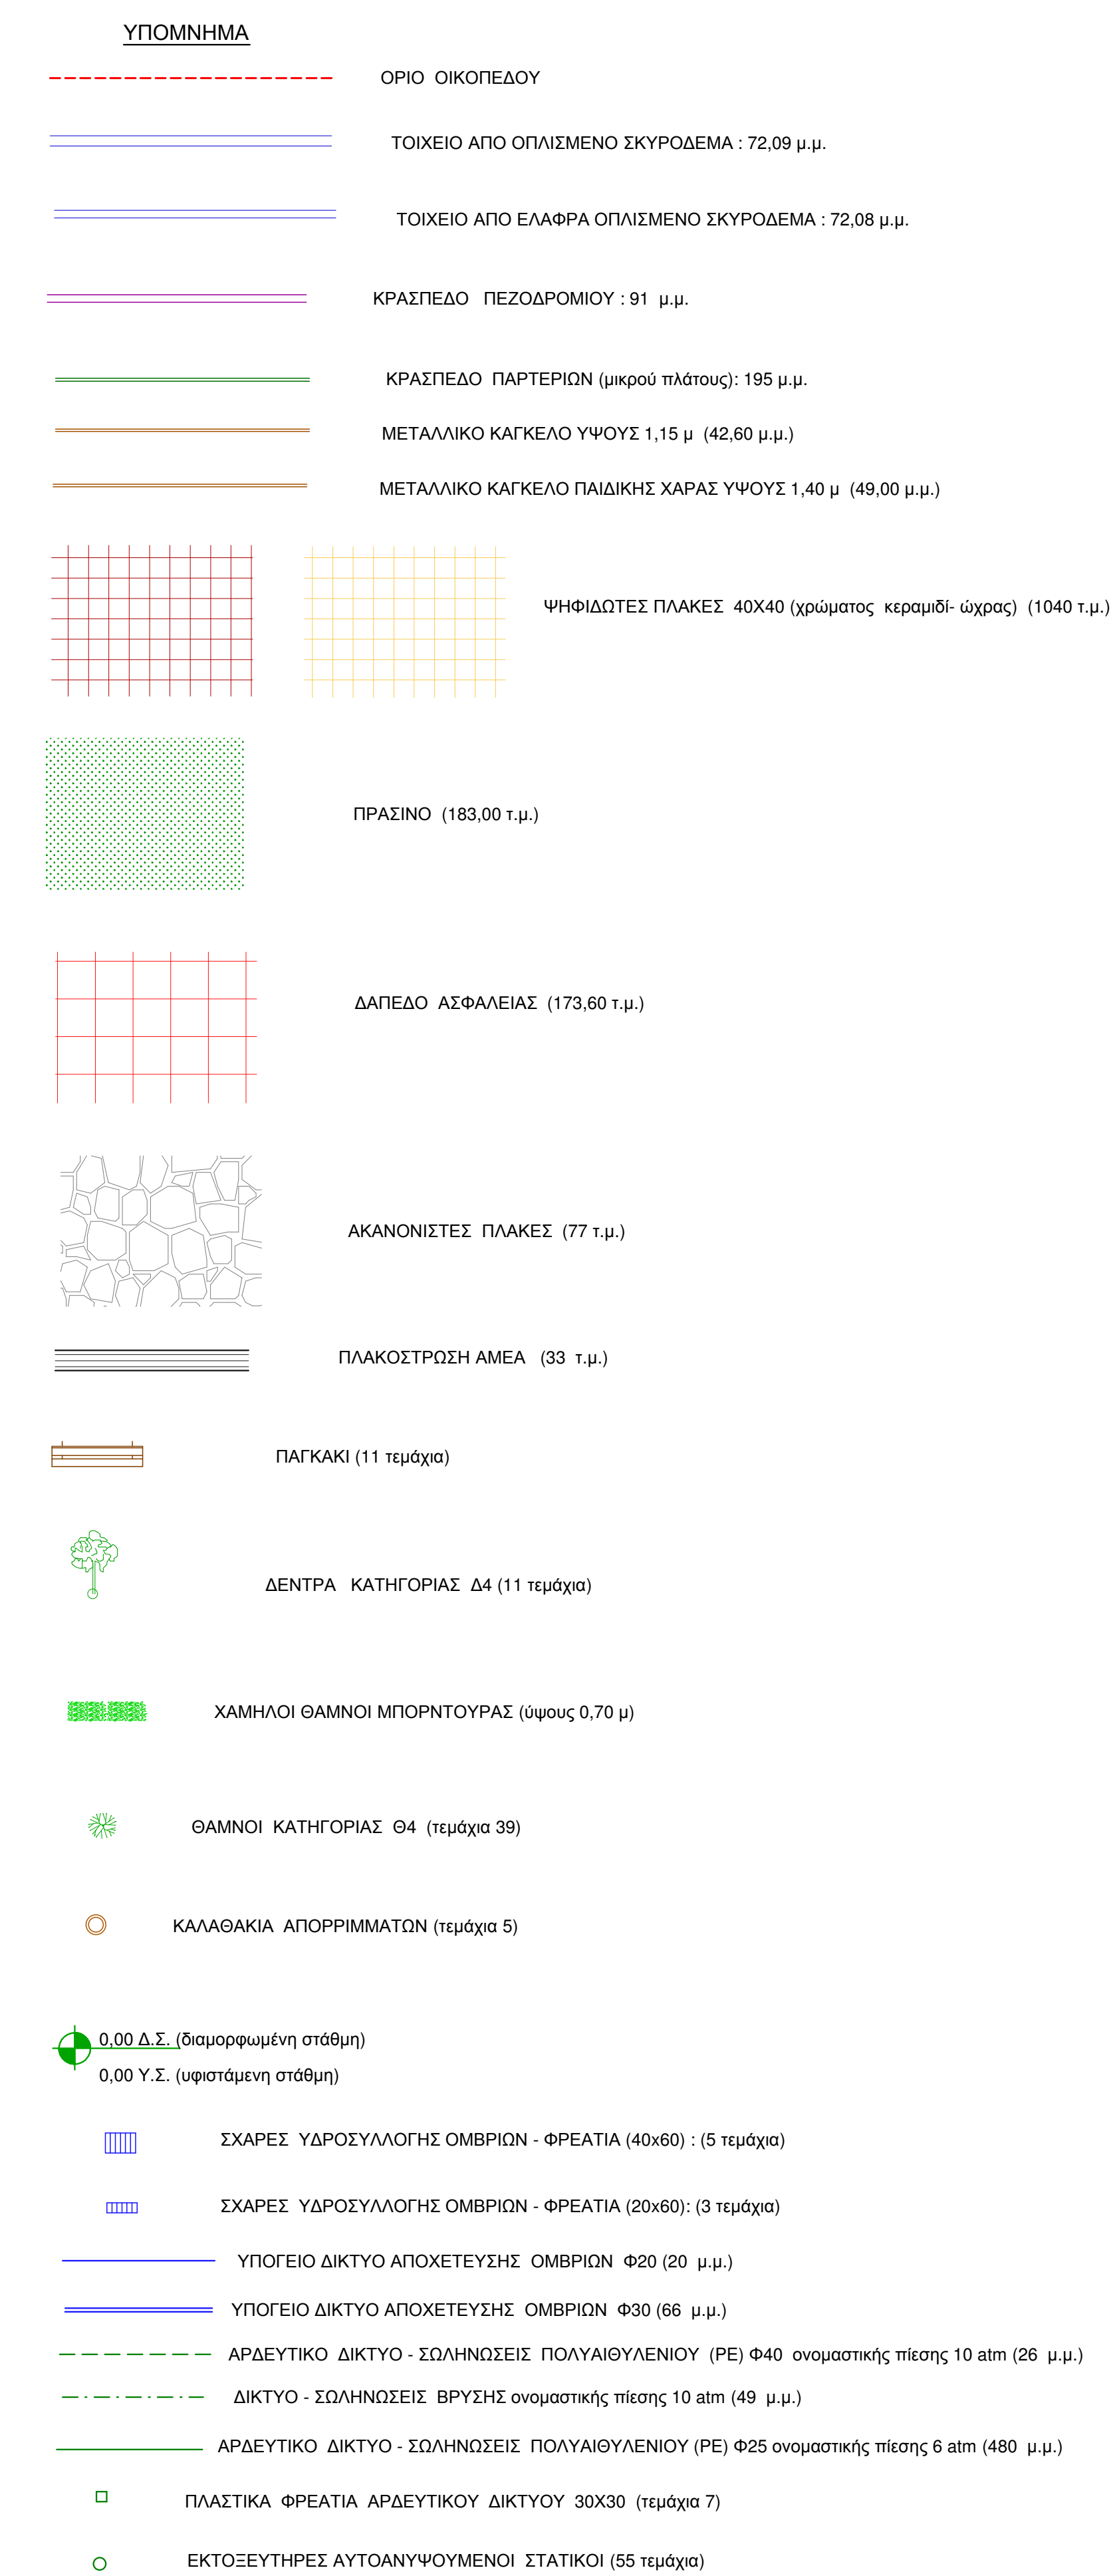 ΥΠΟΜΝΗΜΑ
ΟΡΙΟ ΟΙΚΟΠΕΔΟΥ
ΤΟΙΧΕΙΟ ΑΠΟ ΟΠΛΙΣΜΕΝΟ ΣΚΥΡΟΔΕΜΑ : 72,09 μ.μ.
ΤΟΙΧΕΙΟ ΑΠΟ ΕΛΑΦΡΑ ΟΠΛΙΣΜΕΝΟ ΣΚΥΡΟΔΕΜΑ : 72,08 μ.μ.
ΚΡΑΣΠΕΔΟ ΠΕΖΟΔΡΟΜΙΟΥ : 91 μ.μ.
ΚΡΑΣΠΕΔΟ ΠΑΡΤΕΡΙΩΝ (μικρού πλάτους): 195 μ.μ.
ΜΕΤΑΛΛΙΚΟ ΚΑΓΚΕΛΟ ΥΨΟΥΣ 1,15 μ (42,60 μ.μ.)
ΜΕΤΑΛΛΙΚΟ ΚΑΓΚΕΛΟ ΠΑΙΔΙΚΗΣ ΧΑΡΑΣ ΥΨΟΥΣ 1,40 μ (49,00 μ.μ.)
ΨΗΦΙΔΩΤΕΣ ΠΛΑΚΕΣ 40Χ40 (χρώματος κεραμιδί- ώχρας) (1040 τ.μ.)
ΠΡΑΣΙΝΟ (183,00 τ.μ.)
ΔΑΠΕΔΟ ΑΣΦΑΛΕΙΑΣ (173,60 τ.μ.)
ΑΚΑΝΟΝΙΣΤΕΣ ΠΛΑΚΕΣ (77 τ.μ.)
ΠΛΑΚΟΣΤΡΩΣΗ ΑΜΕΑ (33 τ.μ.)
ΠΑΓΚΑΚΙ (11 τεμάχια)
ΔΕΝΤΡΑ ΚΑΤΗΓΟΡΙΑΣ Δ4 (11 τεμάχια)
ΧΑΜΗΛΟΙ ΘΑΜΝΟΙ ΜΠΟΡΝΤΟΥΡΑΣ (ύψους 0,70 μ)
ΘΑΜΝΟΙ ΚΑΤΗΓΟΡΙΑΣ Θ4 (τεμάχια 39)
ΚΑΛΑΘΑΚΙΑ ΑΠΟΡΡΙΜΜΑΤΩΝ (τεμάχια 5)
0,00 Δ.Σ. (διαμορφωμένη στάθμη)
0,00 Υ.Σ. (υφιστάμενη στάθμη)
ΣΧΑΡΕΣ ΥΔΡΟΣΥΛΛΟΓΗΣ ΟΜΒΡΙΩΝ - ΦΡΕΑΤΙΑ (40x60) : (5 τεμάχια)
ΣΧΑΡΕΣ ΥΔΡΟΣΥΛΛΟΓΗΣ ΟΜΒΡΙΩΝ - ΦΡΕΑΤΙΑ (20x60): (3 τεμάχια)
ΥΠΟΓΕΙΟ ΔΙΚΤΥΟ ΑΠΟΧΕΤΕΥΣΗΣ ΟΜΒΡΙΩΝ Φ20 (20 μ.μ.)
ΥΠΟΓΕΙΟ ΔΙΚΤΥΟ ΑΠΟΧΕΤΕΥΣΗΣ ΟΜΒΡΙΩΝ Φ30 (66 μ.μ.)
ΑΡΔΕΥΤΙΚΟ ΔΙΚΤΥΟ - ΣΩΛΗΝΩΣΕΙΣ ΠΟΛΥΑΙΘΥΛΕΝΙΟΥ (PE) Φ40 ονομαστικής πίεσης 10 atm (26 μ.μ.)
ΔΙΚΤΥΟ - ΣΩΛΗΝΩΣΕΙΣ ΒΡΥΣΗΣ ονομαστικής πίεσης 10 atm (49 μ.μ.)
ΑΡΔΕΥΤΙΚΟ ΔΙΚΤΥΟ - ΣΩΛΗΝΩΣΕΙΣ ΠΟΛΥΑΙΘΥΛΕΝΙΟΥ (PE) Φ25 ονομαστικής πίεσης 6 atm (480 μ.μ.)
ΠΛΑΣΤΙΚΑ ΦΡΕΑΤΙΑ ΑΡΔΕΥΤΙΚΟΥ ΔΙΚΤΥΟΥ 30Χ30 (τεμάχια 7)
ΕΚΤΟΞΕΥΤΗΡΕΣ ΑΥΤΟΑΝΥΨΟΥΜΕΝΟΙ ΣΤΑΤΙΚΟΙ (55 τεμάχια)